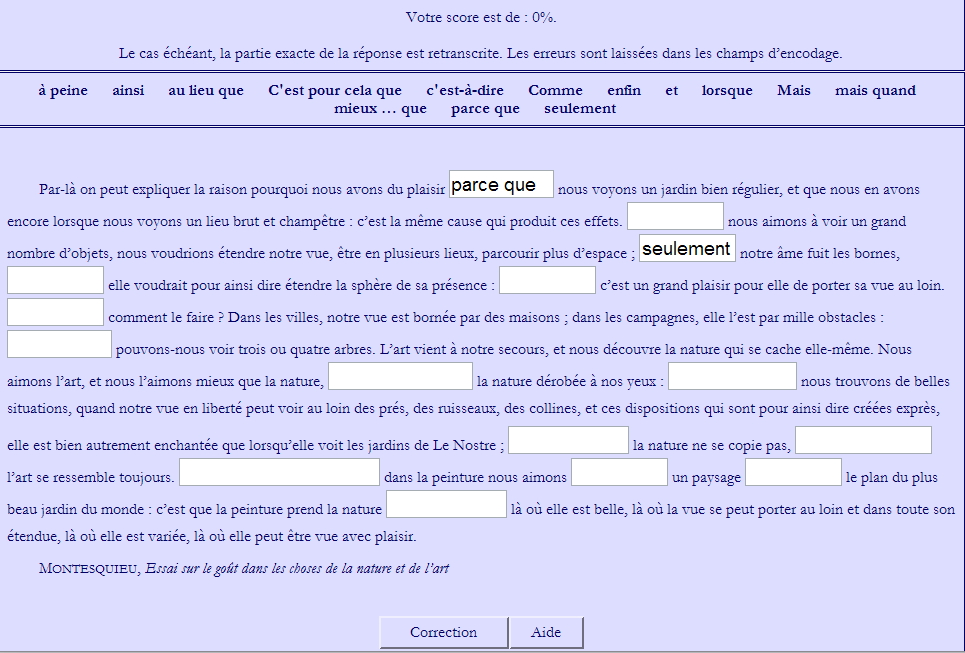 Votre score est de : 0%.
Le cas échéant, la partie exacte de la réponse est retranscrite. Les erreurs sont laissées dans les champs d'encodage.
à peine ainsi au lieu que C'est pour cela que c'est-à-dire Comme enfin et lorsque Mais mais quand
mieux … que parce que seulement
Par-là on peut expliquer la raison pourquoi nous avons du plaisir parce que nous voyons un jardin bien régulier, et que nous en avons
encore lorsque nous voyons un lieu brut et champêtre : c'est la même cause qui produit ces effets. nous aimons à voir un grand
nombre d'objets, nous voudrions étendre notre vue, être en plusieurs lieux, parcourir plus d'espace ; seulement notre âme fuit les bornes,
elle voudrait pour ainsi dire étendre la sphère de sa présence : c'est un grand plaisir pour elle de porter sa vue au loin.
comment le faire ? Dans les villes, notre vue est bornée par des maisons ; dans les campagnes, elle l'est par mille obstacles :
pouvons-nous voir trois ou quatre arbres. L'art vient à notre secours, et nous découvre la nature qui se cache elle-même. Nous
aimons l'art, et nous l'aimons mieux que la nature, la nature dérobée à nos yeux : nous trouvons de belles
situations, quand notre vue en liberté peut voir au loin des prés, des ruisseaux, des collines, et ces dispositions qui sont pour ainsi dire créées exprès,
elle est bien autrement enchantée que lorsqu'elle voit les jardins de Le Nostre ; la nature ne se copie pas,
l'art se ressemble toujours. dans la peinture nous aimons un paysage le plan du plus
beau jardin du monde : c'est que la peinture prend la nature là où elle est belle, là où la vue se peut porter au loin et dans toute son
étendue, là où elle est variée, là où elle peut être vue avec plaisir.
MONTESQUIEU, Essai sur le goût dans les choses de la nature et de l'art
Correction Aide